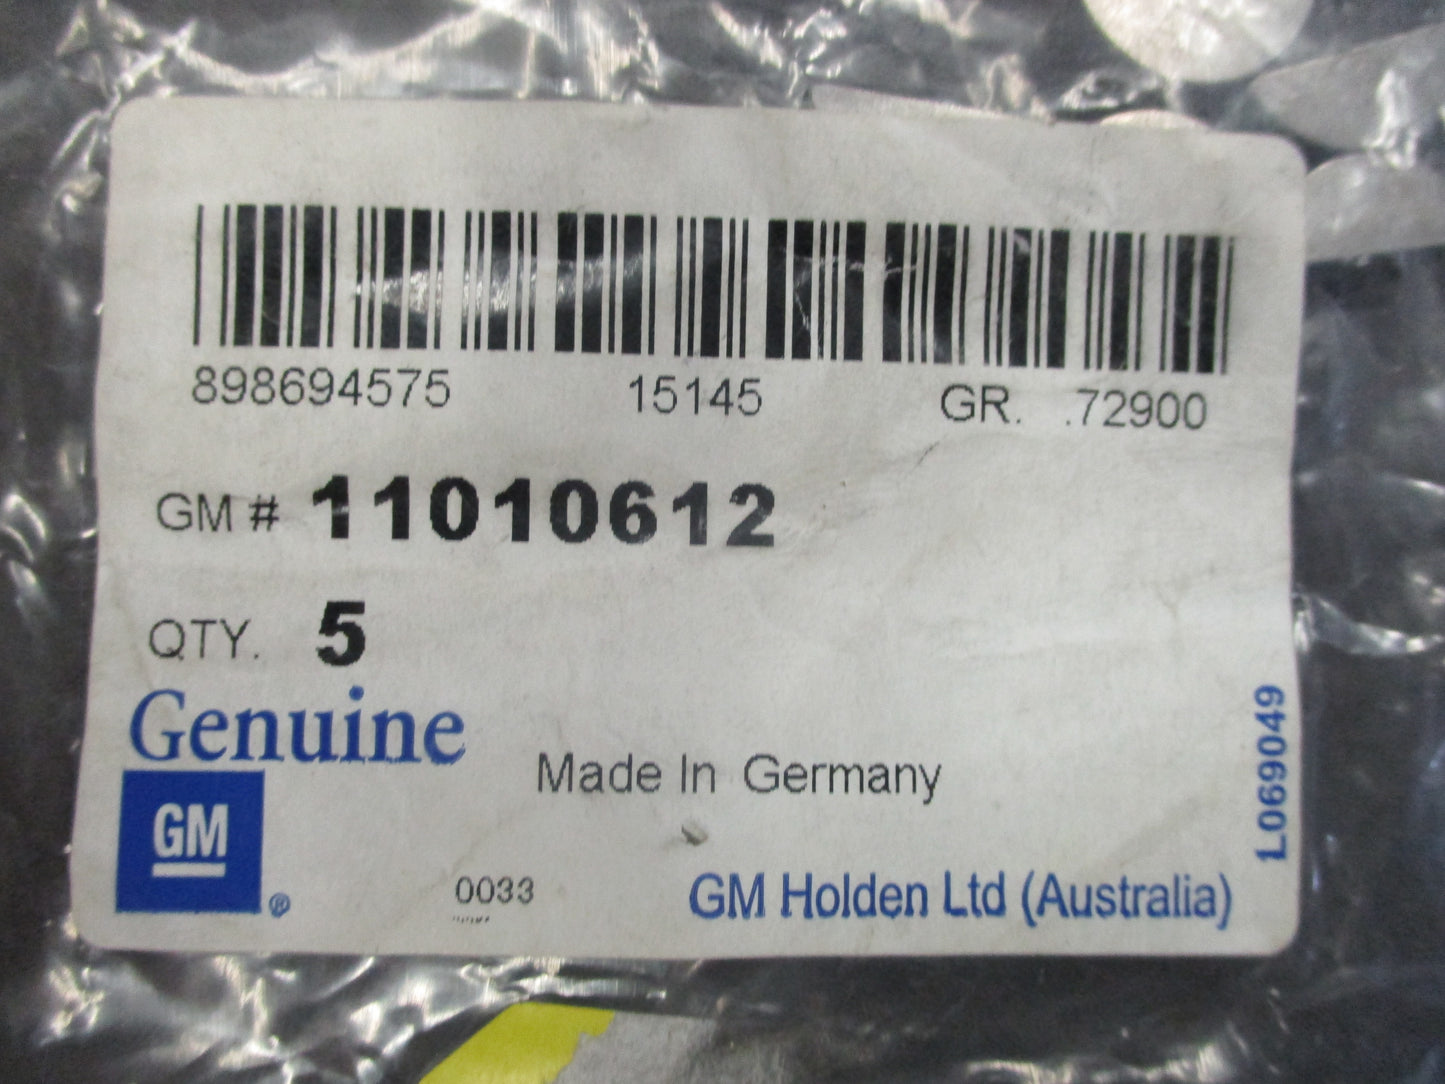 898694575 15145 GR. .72900
GM # 11010612
QTY. 5
Genuine
GM
®
Made In Germany
0033
GM Holden Ltd (Australia)
L069049